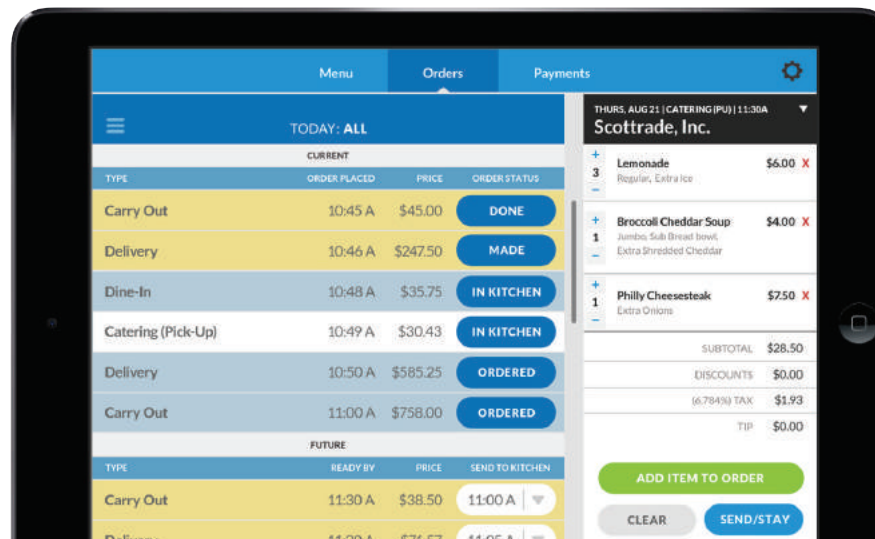 Menu
Orders
Payments
TODAY: ALL
CURRENT
TYPE ORDER PLACED PRICE ORDER STATUS
Carry Out 10:45 A $45.00 DONE
Delivery 10:46 A $247.50 MADE
Dine-In 10:48 A $35.75 IN KITCHEN
Catering (Pick-Up) 10:49 A $30.43 IN KITCHEN
Delivery 10:50 A $585.25 ORDERED
Carry Out 11:00 A $758.00 ORDERED
FUTURE
TYPE READY BY PRICE SEND TO KITCHEN
Carry Out 11:30 A $38.50 11:00 A
THURS, AUG 21 | CATERING (PU) | 11:30A
Scottrade, Inc.
+
3 Lemonade $6.00 X
Regular, Extra Ice
–
+
Broccoli Cheddar Soup $4.00 X
1 Jumbo, Sub Bread bowl,
– Extra Shredded Cheddar
+
1 Philly Cheesesteak $7.50 X
Extra Onions
–
SUBTOTAL $28.50
DISCOUNTS $0.00
(6.784%) TAX $1.93
TIP $0.00
ADD ITEM TO ORDER
CLEAR SEND/STAY